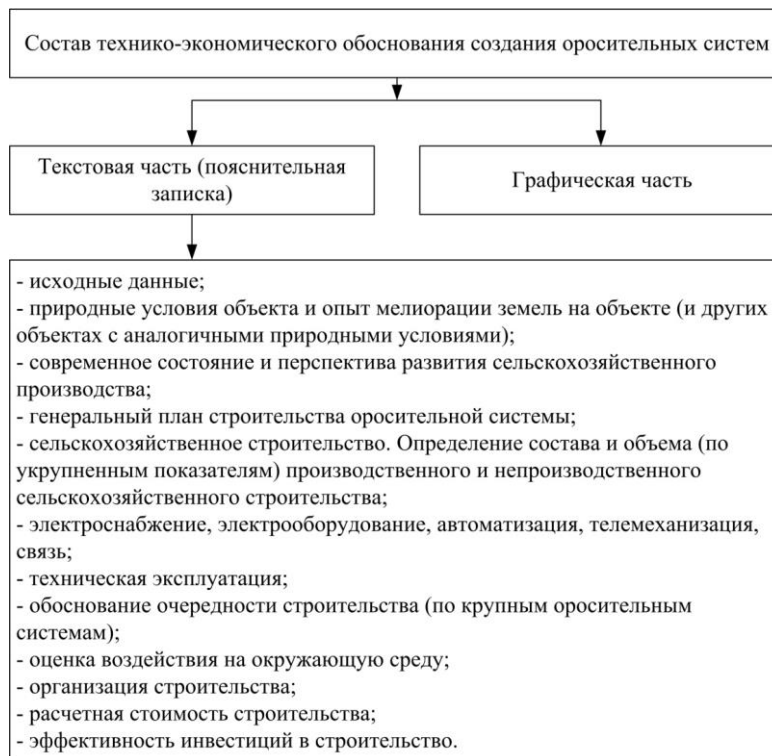 Состав технико-экономического обоснования создания оросительных систем
Текстовая часть (пояснительная
записка)
Графическая часть
- исходные данные;
- природные условия объекта и опыт мелиорации земель на объекте (и других
объектах с аналогичными природными условиями);
- современное состояние и перспектива развития сельскохозяйственного
производства;
- генеральный план строительства оросительной системы;
- сельскохозяйственное строительство. Определение состава и объема (по
укрупненным показателям) производственного и непроизводственного
сельскохозяйственного строительства;
- электроснабжение, электрооборудование, автоматизация, телемеханизация,
связь;
- техническая эксплуатация;
- обоснование очередности строительства (по крупным оросительным
системам);
- оценка воздействия на окружающую среду;
- организация строительства;
- расчетная стоимость строительства;
- эффективность инвестиций в строительство.